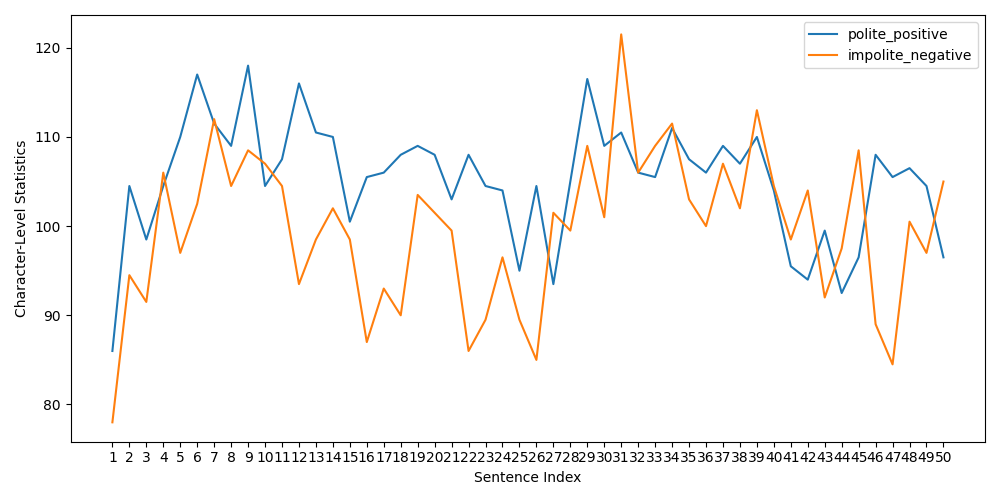 polite_positive
impolite_negative
Character-Level Statistics
120
110
100
90
80
1 2 3 4 5 6 7 8 9 10 11 12 13 14 15 16 17 18 19 20 21 22 23 24 25 26 27 28 29 30 31 32 33 34 35 36 37 38 39 40 41 42 43 44 45 46 47 48 49 50
Sentence Index